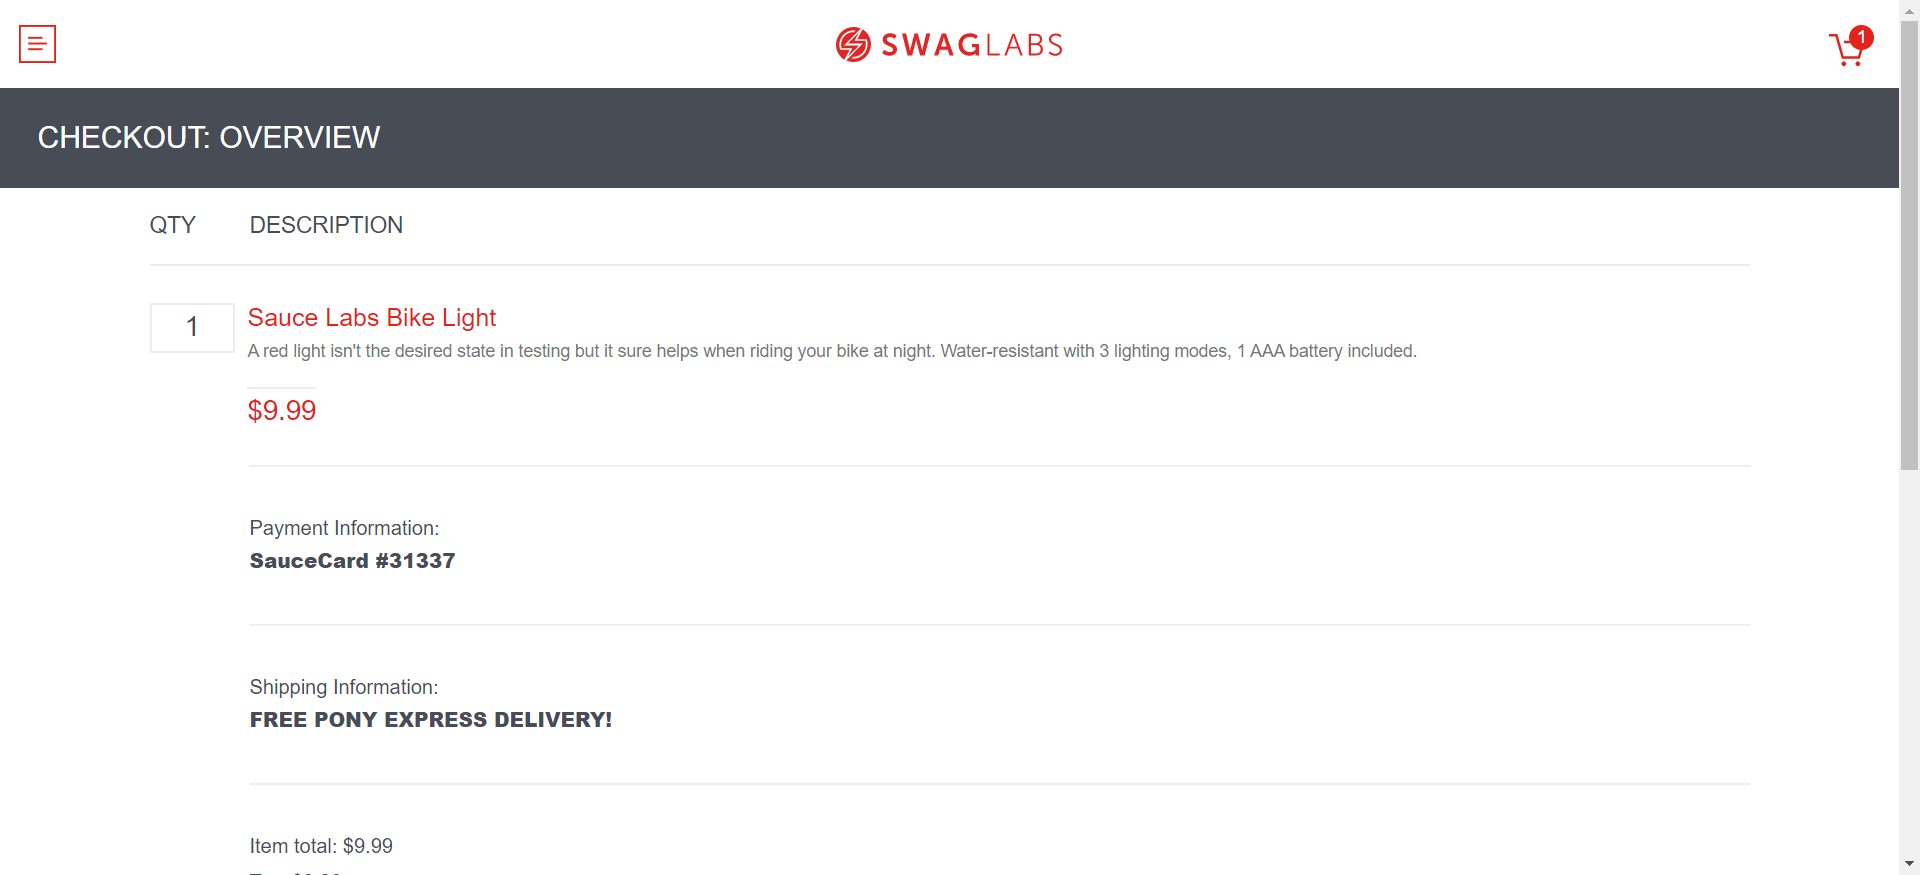 SWAGLABS
1
CHECKOUT: OVERVIEW
QTY DESCRIPTION
1
Sauce Labs Bike Light
A red light isn't the desired state in testing but it sure helps when riding your bike at night. Water-resistant with 3 lighting modes, 1 AAA battery included.
$9.99
Payment Information:
SauceCard #31337
Shipping Information:
FREE PONY EXPRESS DELIVERY!
Item total: $9.99